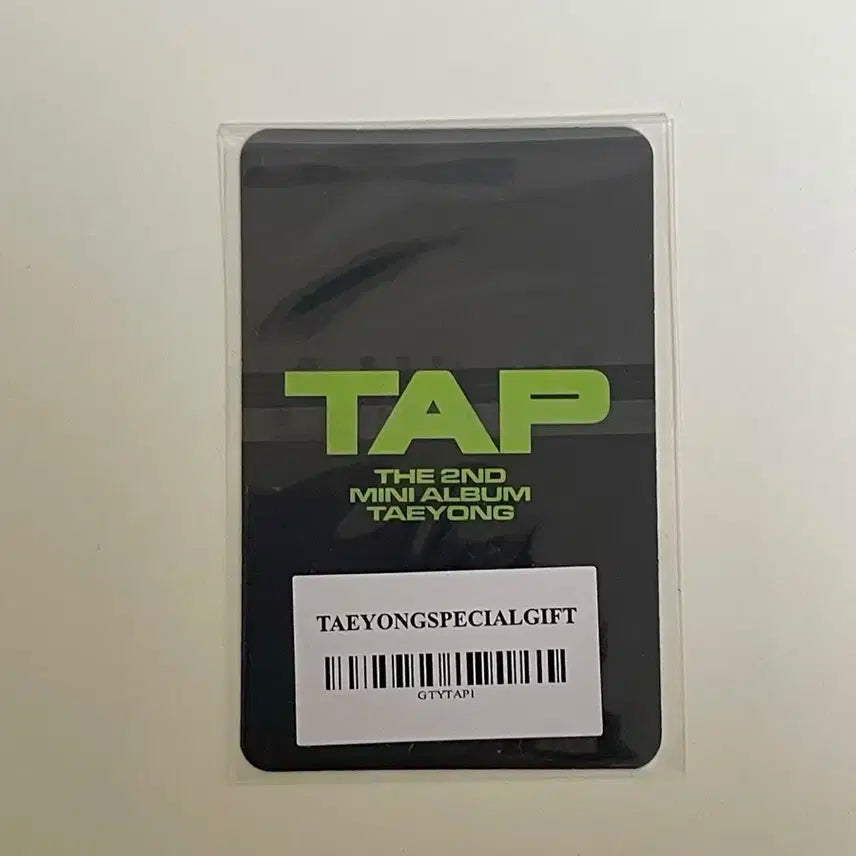 TAP
THE 2ND
MINI ALBUM
TAEYONG
TAEYONGSPECIALGIFT
GTYTAP1